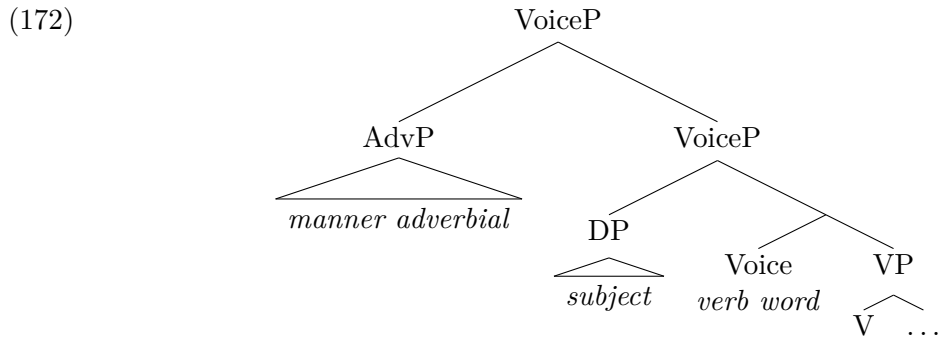 (172) VoiceP
AdvP VoiceP
manner adverbial
DP
Voice VP
subject verb word
V ...